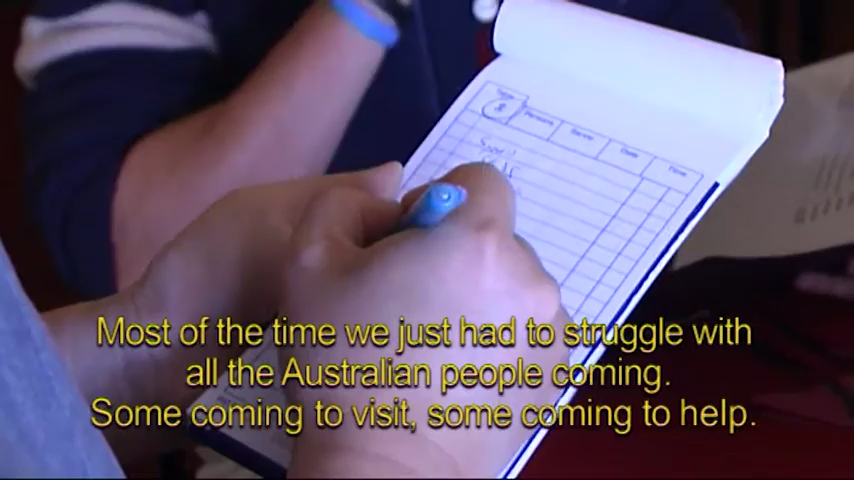 Table
8
Persons
Server
Date
Time
Most of the time we just had to struggle with
all the Australian people coming.
Some coming to visit, some coming to help.